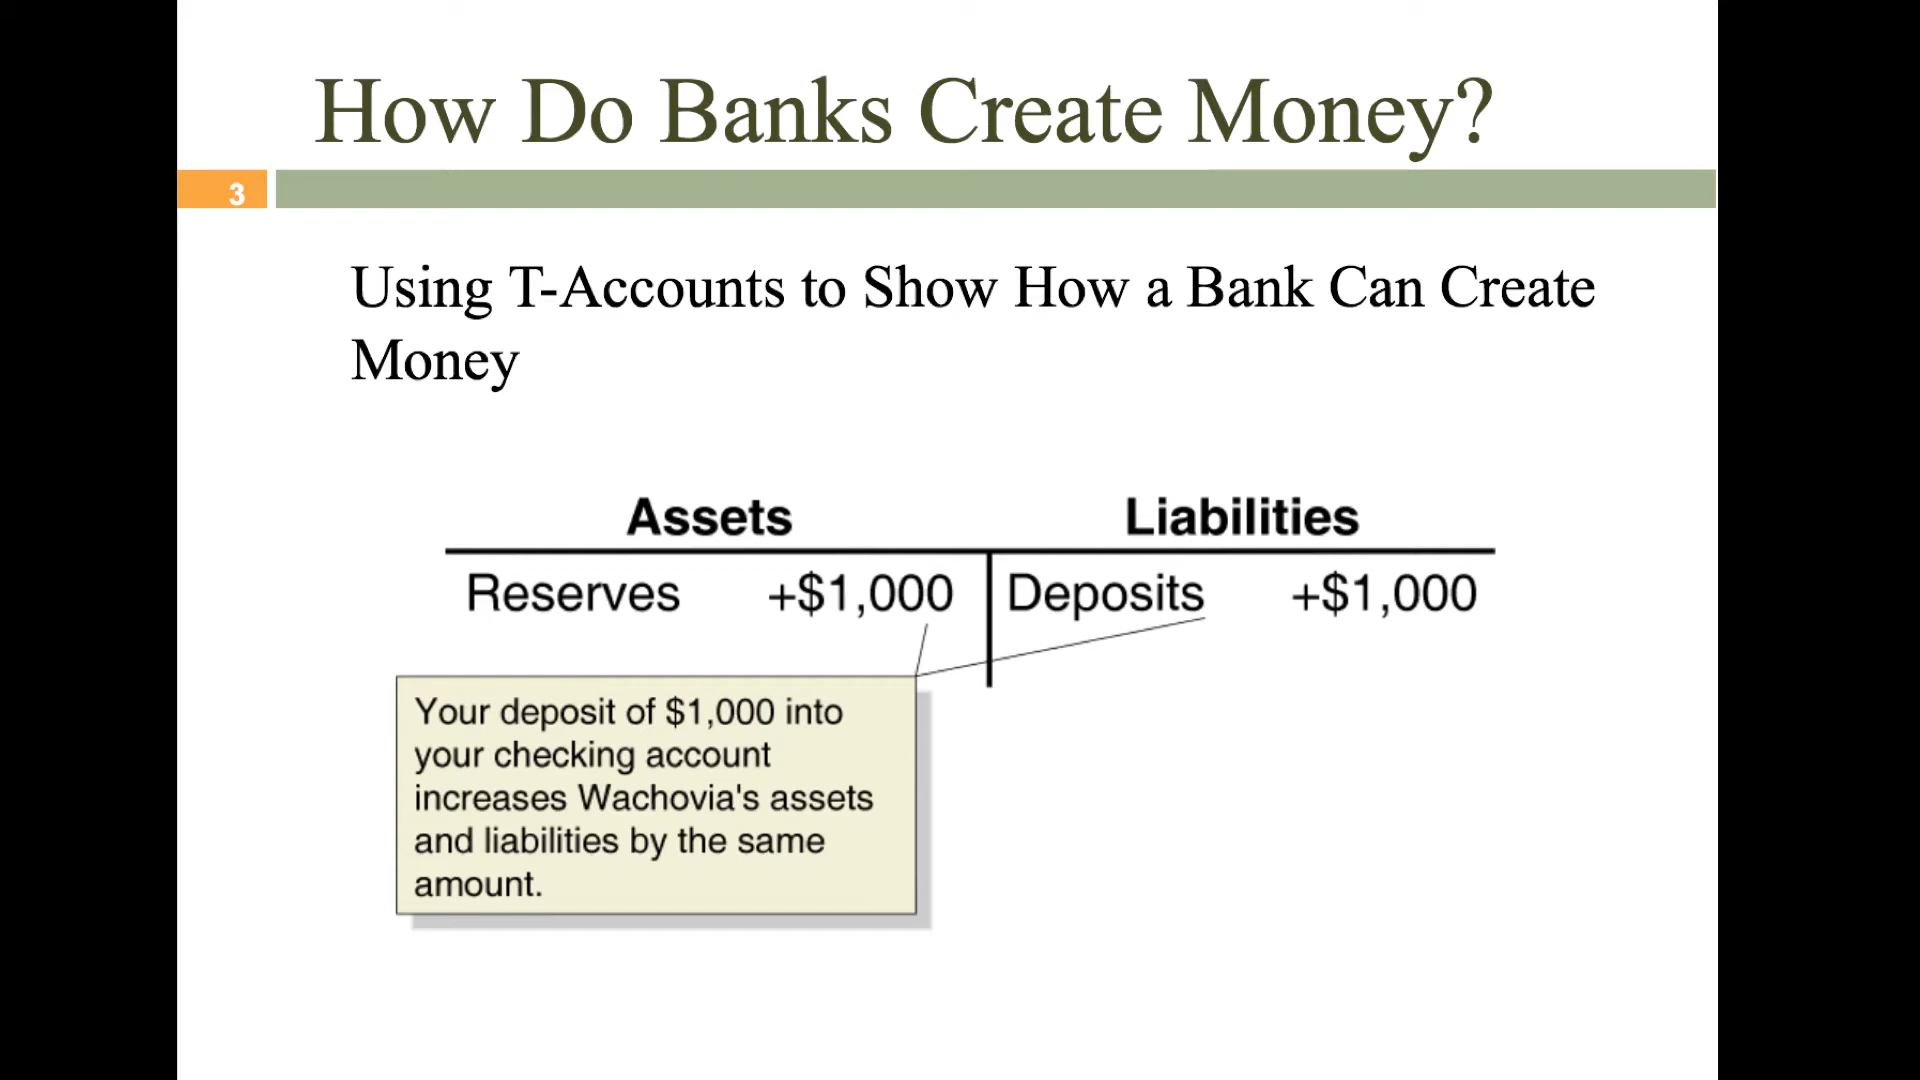 How Do Banks Create Money?
3
Using T-Accounts to Show How a Bank Can Create
Money
Assets Liabilities
Reserves +$1,000 Deposits +$1,000
Your deposit of $1,000 into
your checking account
increases Wachovia's assets
and liabilities by the same
amount.